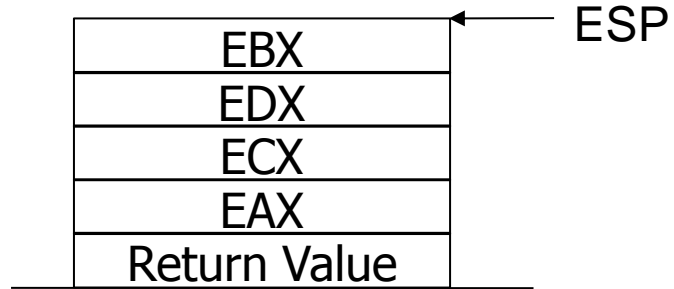 ESP
EBX
EDX
ECX
EAX
Return Value